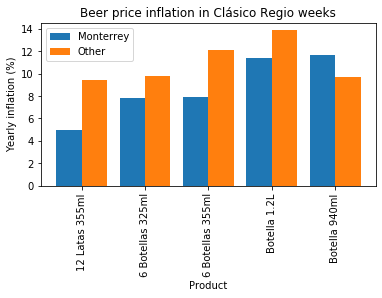 Beer price inflation in Clásico Regio weeks
Monterrey
Other
Yearly inflation (%)
14
12
10
8
6
4
2
0
12 Latas 355ml
6 Botellas 325ml
6 Botellas 355ml
Botella 1.2L
Botella 940ml
Product